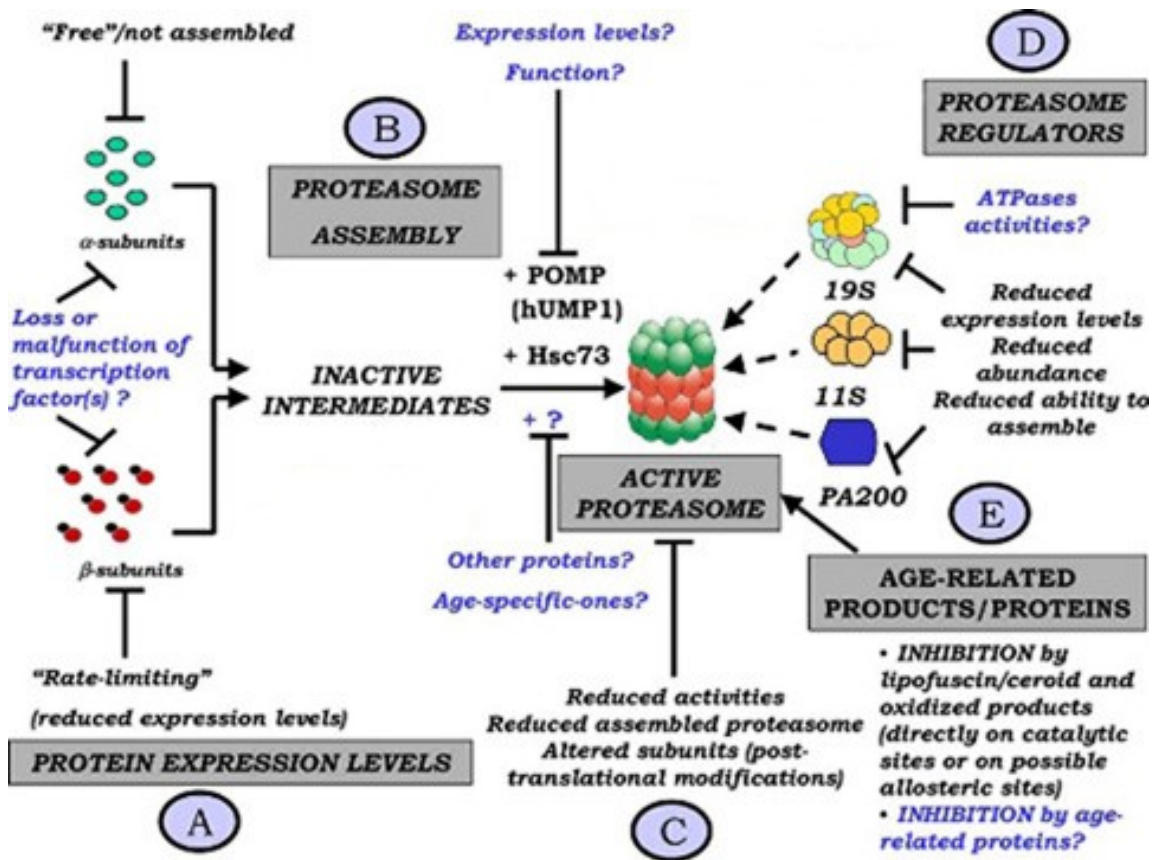 "Free"/not assembled
α-subunits
Loss or
malfunction of
transcription
factor(s) ?
β-subunits
"Rate-limiting"
(reduced expression levels)
PROTEIN EXPRESSION LEVELS
A
B
PROTEASOME
ASSEMBLY
INACTIVE
INTERMEDIATES
Expression levels?
Function?
+ POMP
(hUMP1)
+ Hsc73
+ ?
Other proteins?
Age-specific-ones?
ACTIVE
PROTEASOME
Reduced activities
Reduced assembled proteasome
Altered subunits (post-
translational modifications)
C
D
PROTEASOME
REGULATORS
ATPases
activities?
19S
11S
PA200
Reduced
expression levels
Reduced
abundance
Reduced ability to
assemble
E
AGE-RELATED
PRODUCTS/PROTEINS
• INHIBITION by
lipofuscin/ceroid and
oxidized products
(directly on catalytic
sites or on possible
allosteric sites)
• INHIBITION by age-
related proteins?